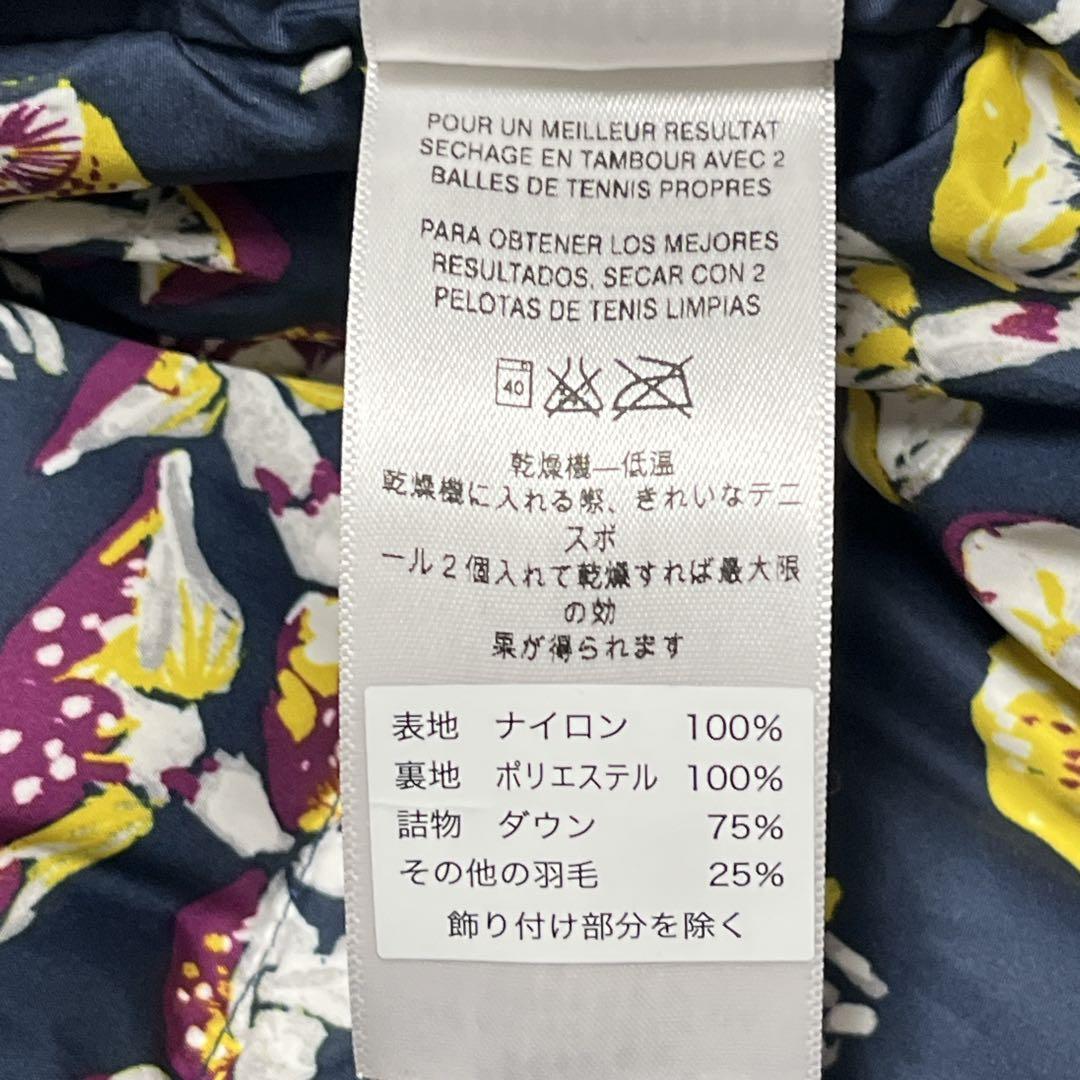 POUR UN MEILLEUR RESULTAT
SECHAGE EN TAMBOUR AVEC 2
BALLES DE TENNIS PROPRES
PARA OBTENER LOS MEJORES
RESULTADOS, SECAR CON 2
PELOTAS DE TENIS LIMPIAS
40
乾燥機—低温
乾燥機に入れる際、きれいなテニ
スボ
ール2個入れて乾燥すれば最大限
の効
果が得られます
表地 ナイロン 100%
裏地 ポリエステル 100%
詰物 ダウン 75%
その他の羽毛 25%
飾り付け部分を除く